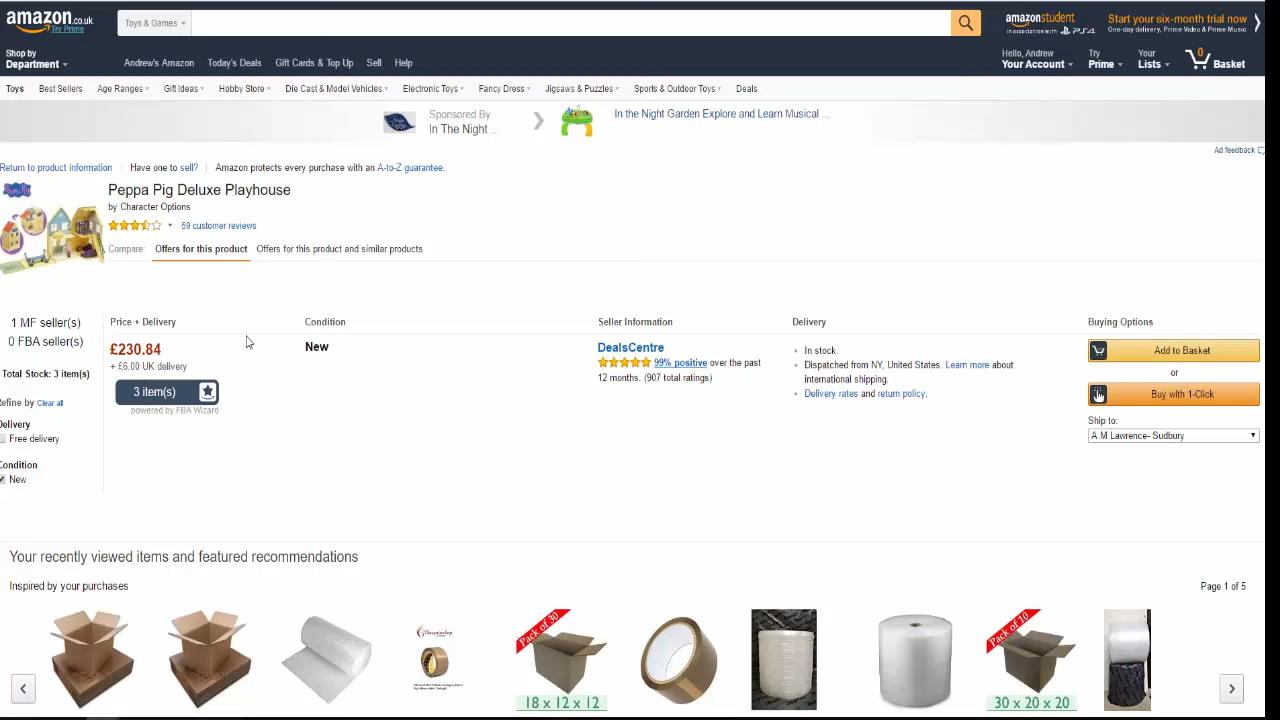 amazon.co.uk
Try Prime
Toys & Games
amazonstudent
in association with PS4
Start your six-month trial now
One-day delivery, Prime Video & Prime Music
Shop by
Department
Andrew's Amazon
Today's Deals
Gift Cards & Top Up
Sell
Help
Hello, Andrew
Your Account
Try
Prime
Your
Lists
0
Basket
Toys
Best Sellers
Age Ranges
Gift Ideas
Hobby Store
Die Cast & Model Vehicles
Electronic Toys
Fancy Dress
Jigsaws & Puzzles
Sports & Outdoor Toys
Deals
Sponsored By
In The Night ...
In the Night Garden Explore and Learn Musical ...
Ad feedback
Return to product information
Have one to sell?
Amazon protects every purchase with an A-to-Z guarantee.
Peppa Pig Deluxe Playhouse
by Character Options
59 customer reviews
Compare:
Offers for this product
Offers for this product and similar products
1 MF seller(s)
0 FBA seller(s)
Total Stock: 3 item(s)
Refine by Clear all
Delivery
Free delivery
Condition
New
Price + Delivery
£230.84
+ £6.00 UK delivery
3 item(s)
powered by FBA Wizard
Condition
New
Seller Information
DealsCentre
99% positive over the past
12 months. (907 total ratings)
Delivery
In stock.
Dispatched from NY, United States. Learn more about
international shipping.
Delivery rates and return policy.
Buying Options
Add to Basket
or
Buy with 1-Click
Ship to:
A M Lawrence- Sudbury
Your recently viewed items and featured recommendations
Inspired by your purchases
Page 1 of 5
Pack of 30
18 x 12 x 12
Pack of 10
30 x 20 x 20